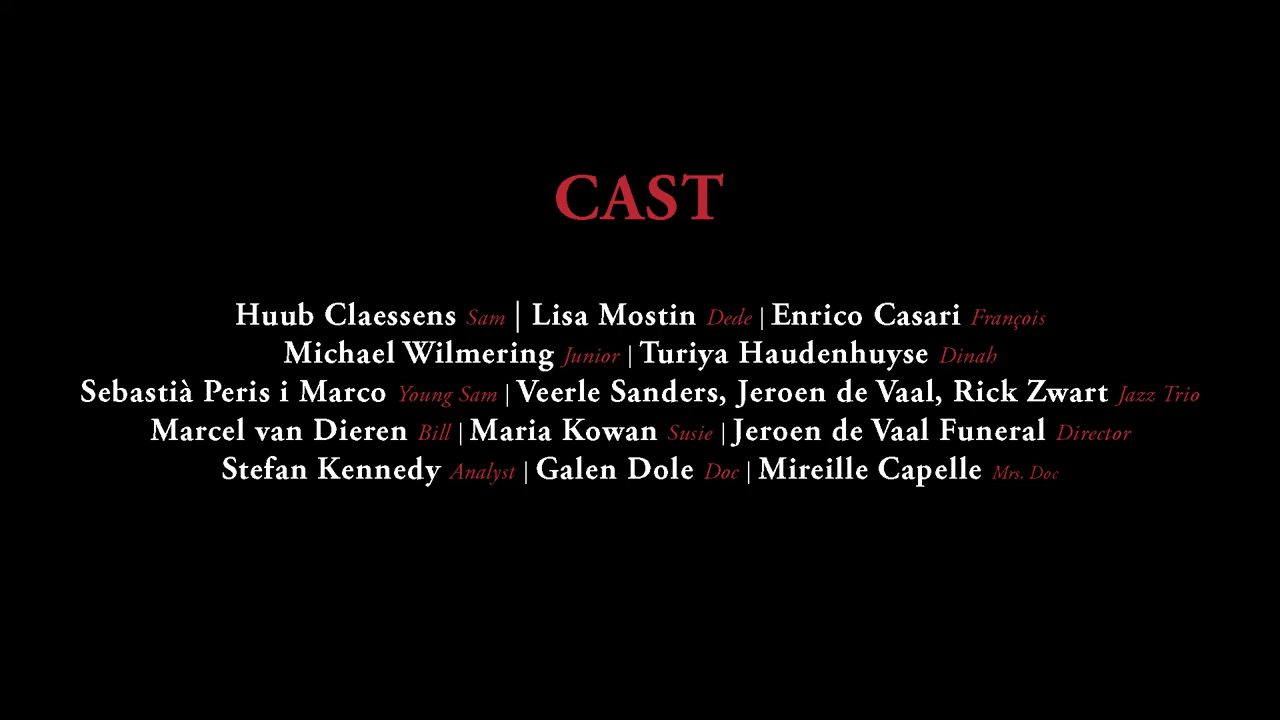 CAST
Huub Claessens Sam | Lisa Mostin Dede | Enrico Casari François
Michael Wilmering Junior | Turiya Haudenhuyse Dinah
Sebastià Peris i Marco Young Sam | Veerle Sanders, Jeroen de Vaal, Rick Zwart Jazz Trio
Marcel van Dieren Bill | Maria Kowan Susie | Jeroen de Vaal Funeral Director
Stefan Kennedy Analyst | Galen Dole Doc | Mireille Capelle Mrs. Doc